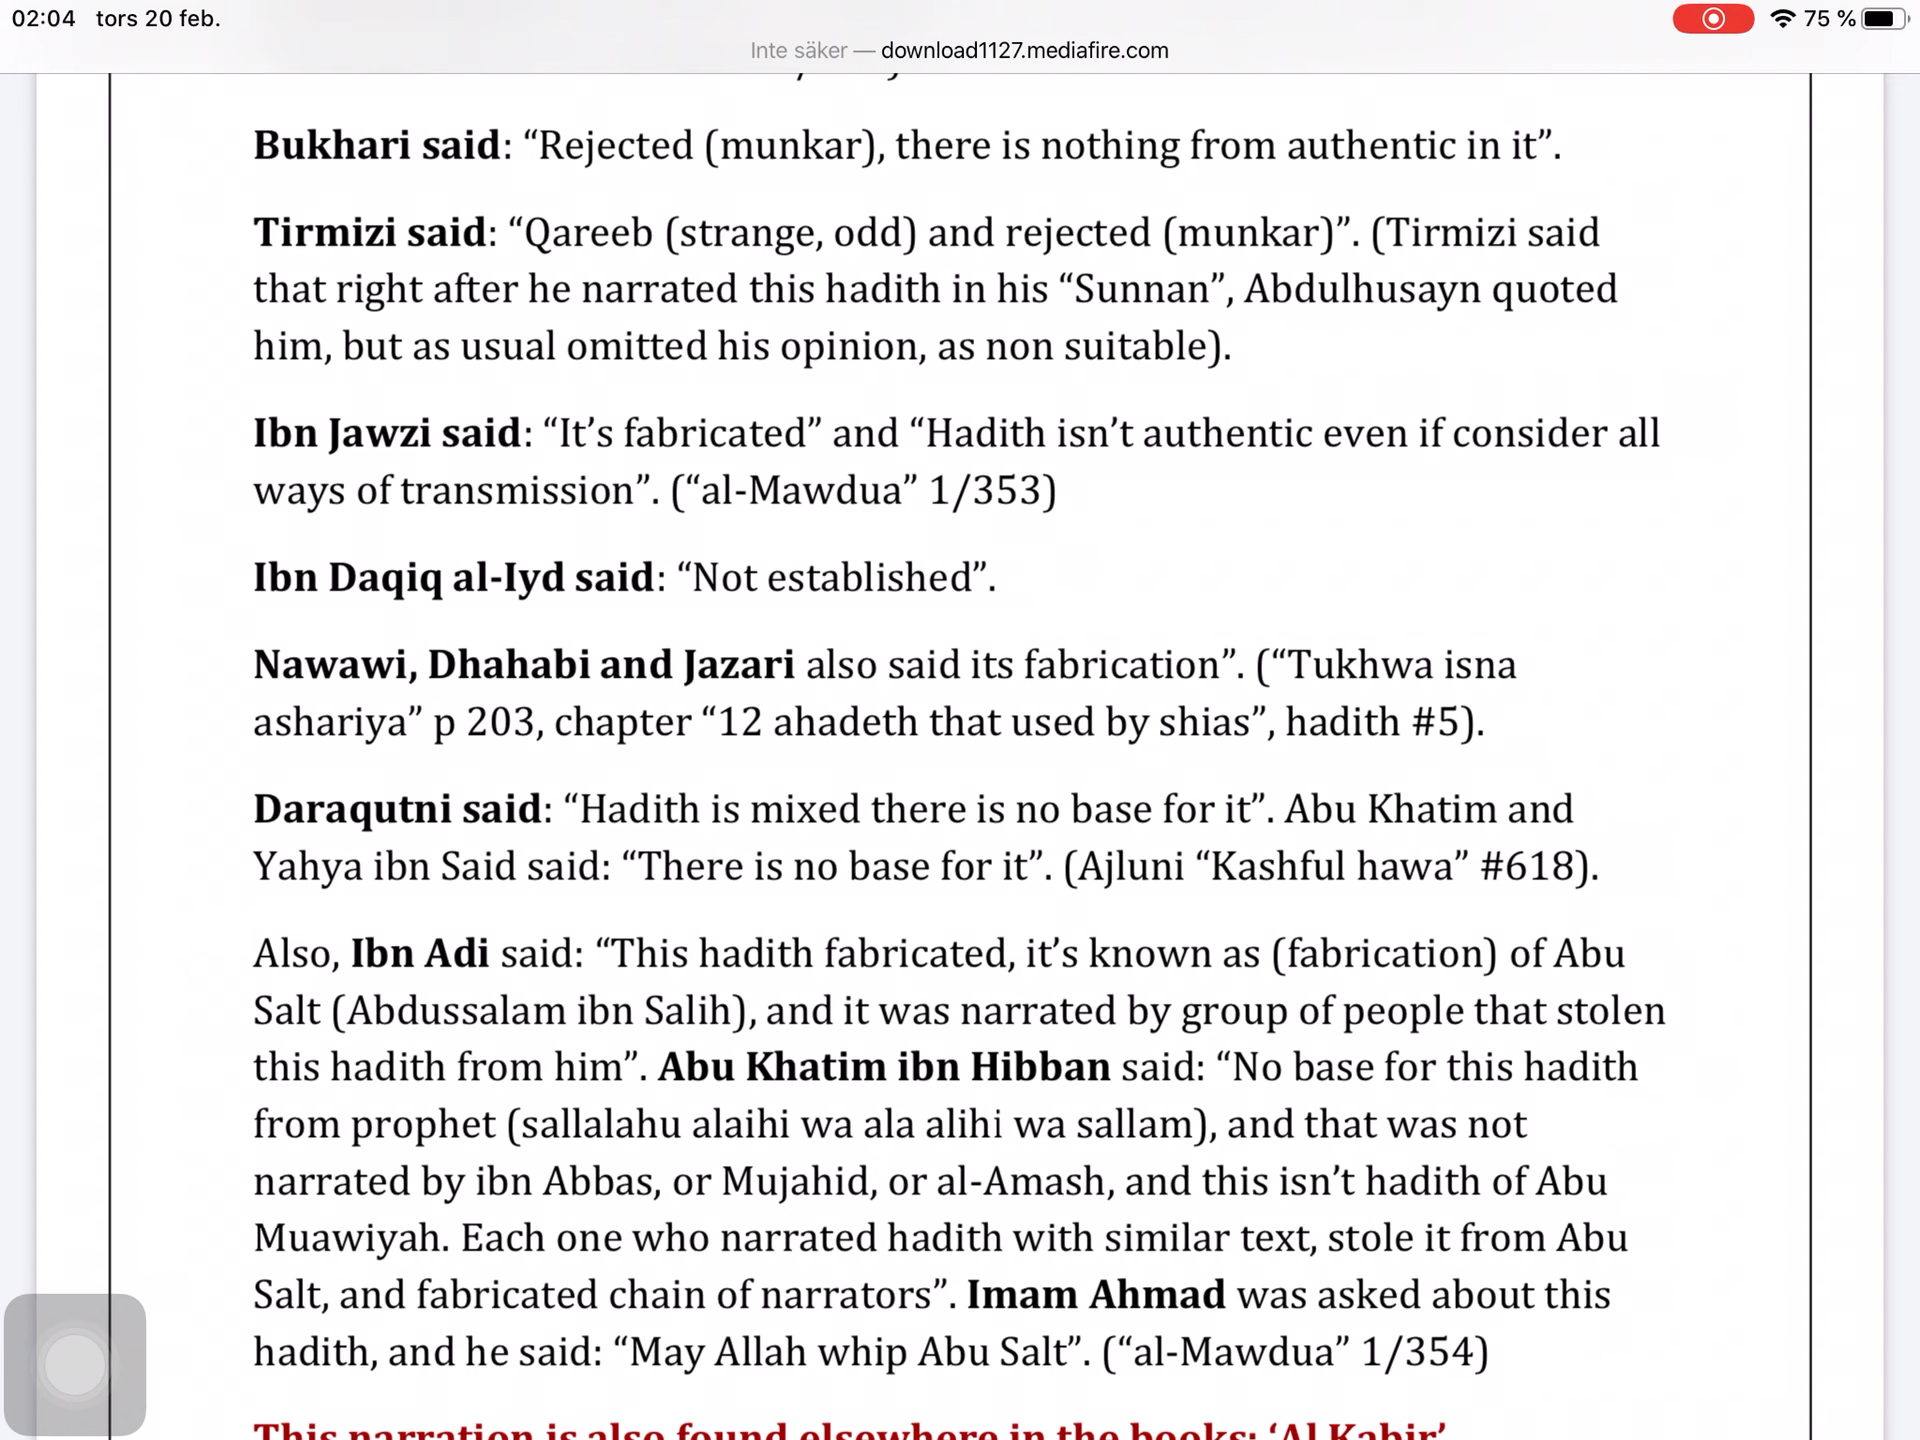 02:04 tors 20 feb.
75 %
Inte säker — download1127.mediafire.com
Bukhari said: “Rejected (munkar), there is nothing from authentic in it”.
Tirmizi said: “Qareeb (strange, odd) and rejected (munkar)”. (Tirmizi said
that right after he narrated this hadith in his “Sunnan”, Abdulhusayn quoted
him, but as usual omitted his opinion, as non suitable).
Ibn Jawzi said: “It’s fabricated” and “Hadith isn’t authentic even if consider all
ways of transmission”. (“al-Mawdua” 1/353)
Ibn Daqiq al-Iyd said: “Not established”.
Nawawi, Dhahabi and Jazari also said its fabrication”. (“Tukhwa isna
ashariya” p 203, chapter “12 ahadeth that used by shias”, hadith #5).
Daraqutni said: “Hadith is mixed there is no base for it”. Abu Khatim and
Yahya ibn Said said: “There is no base for it”. (Ajluni “Kashful hawa” #618).
Also, Ibn Adi said: “This hadith fabricated, it’s known as (fabrication) of Abu
Salt (Abdussalam ibn Salih), and it was narrated by group of people that stolen
this hadith from him”. Abu Khatim ibn Hibban said: “No base for this hadith
from prophet (sallalahu alaihi wa ala alihi wa sallam), and that was not
narrated by ibn Abbas, or Mujahid, or al-Amash, and this isn’t hadith of Abu
Muawiyah. Each one who narrated hadith with similar text, stole it from Abu
Salt, and fabricated chain of narrators”. Imam Ahmad was asked about this
hadith, and he said: “May Allah whip Abu Salt”. (“al-Mawdua” 1/354)
This narration is also found elsewhere in the books: ‘Al Kabir’